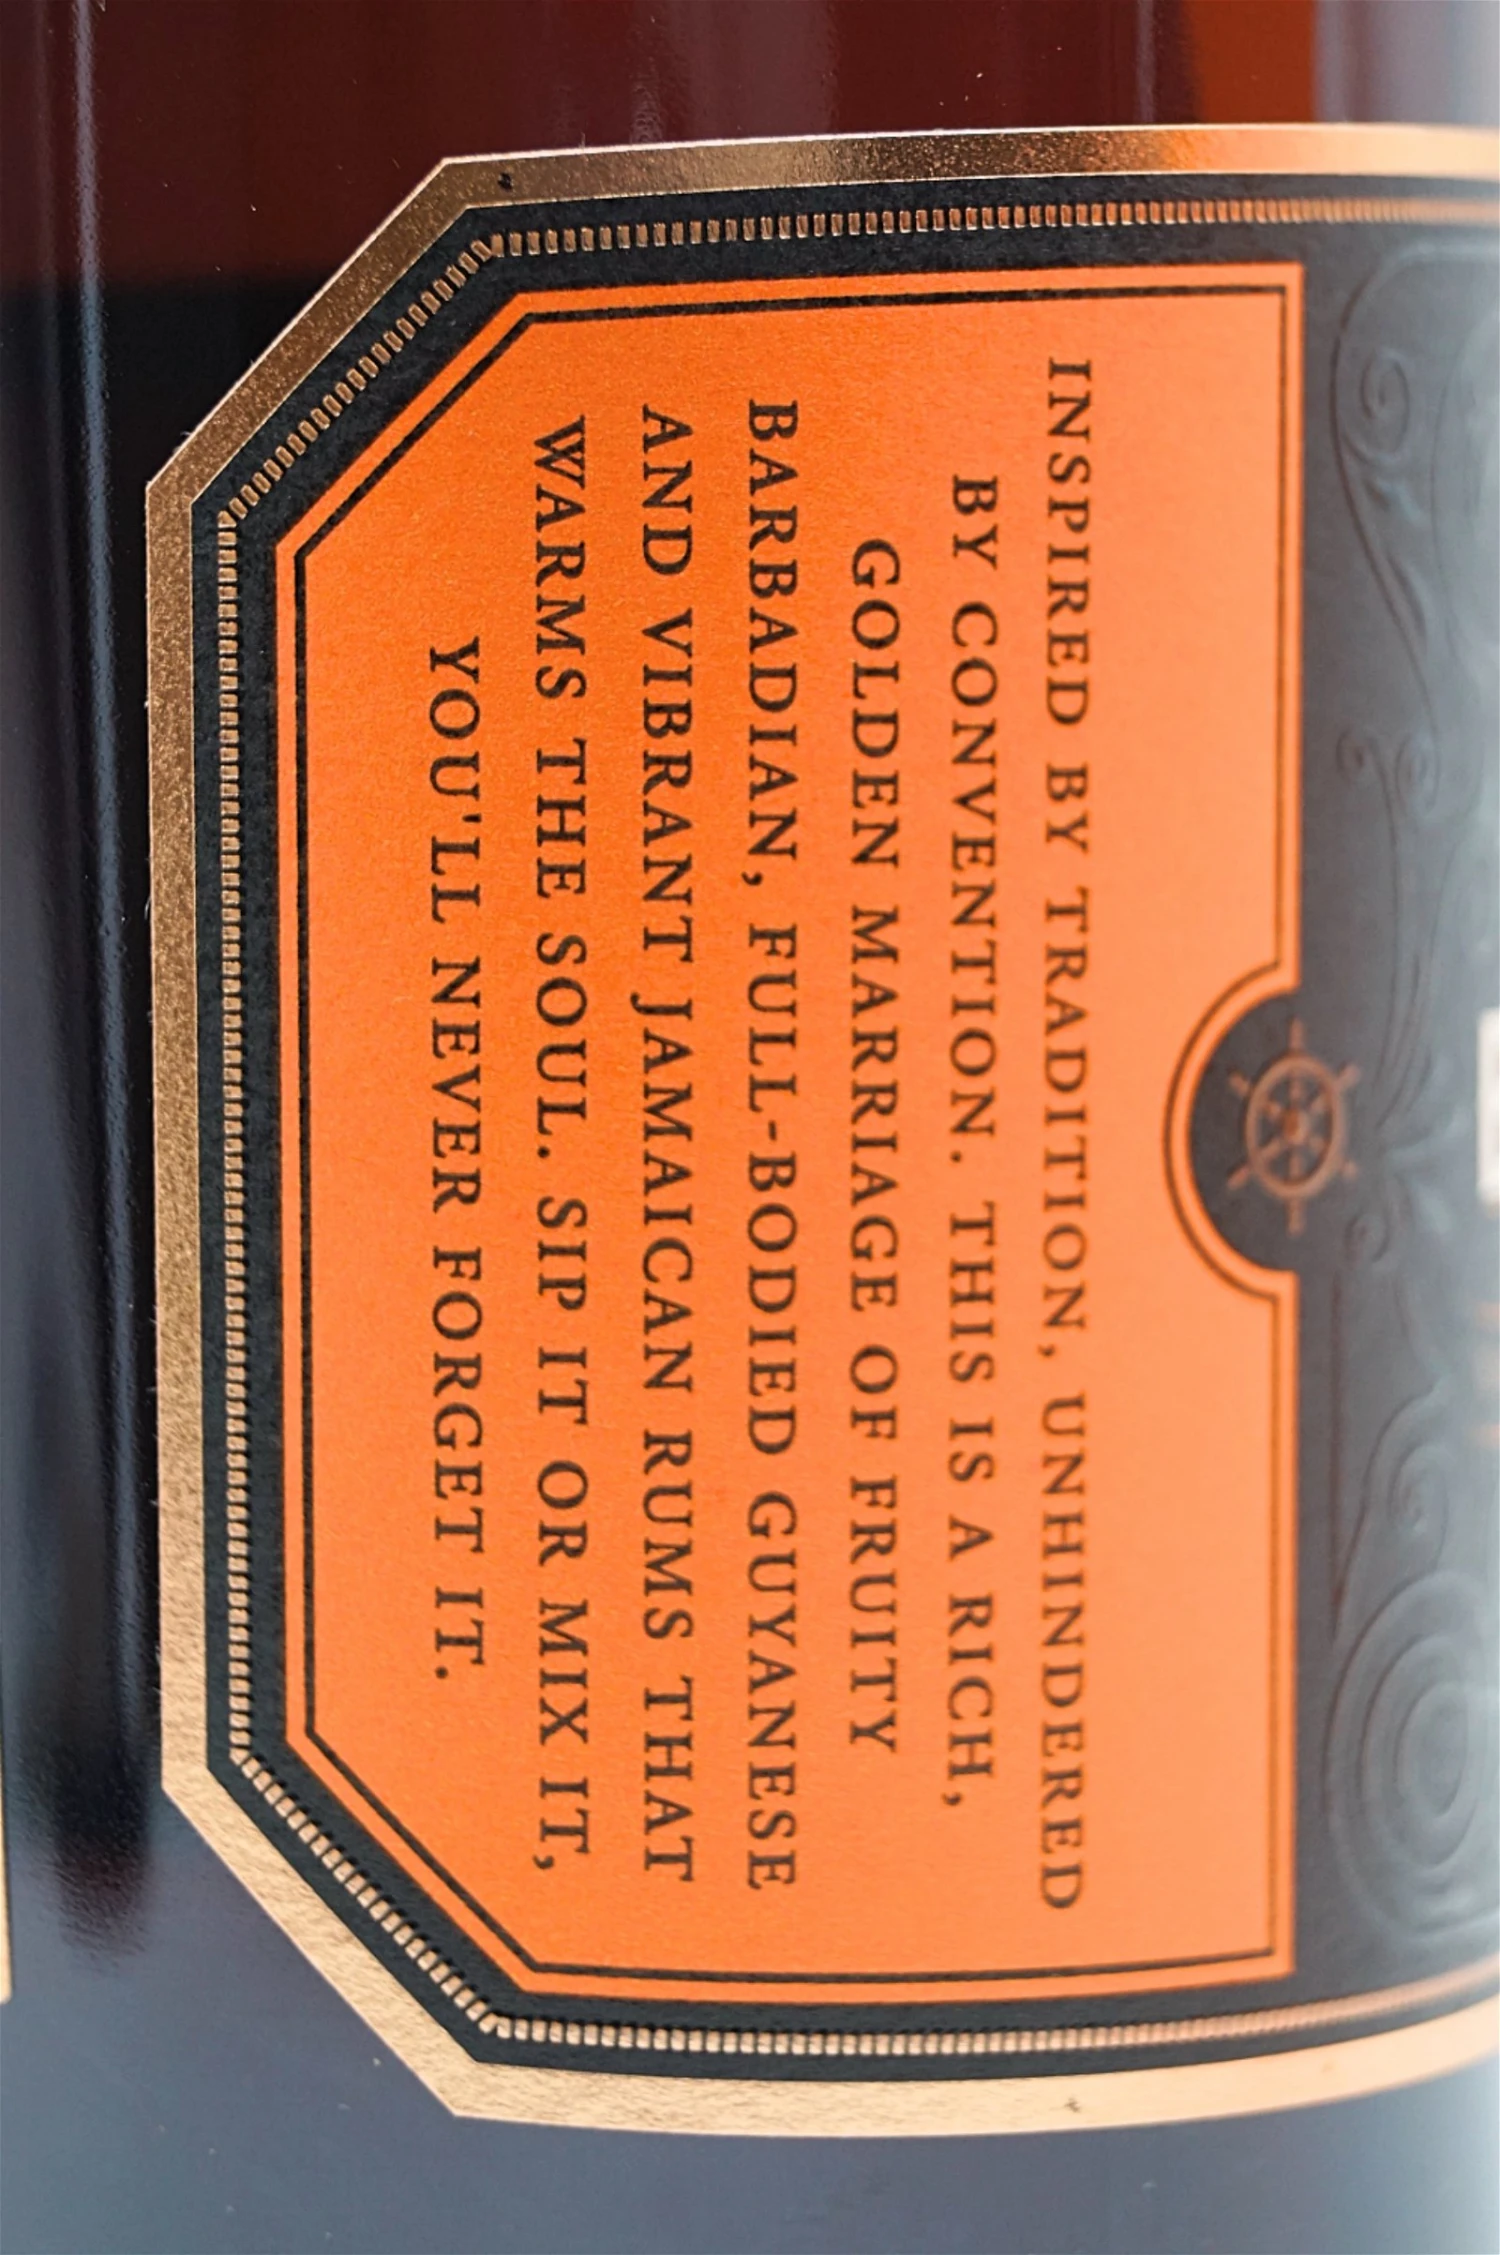 INSPIRED BY TRADITION, UNHINDERED
BY CONVENTION. THIS IS A RICH,
GOLDEN MARRIAGE OF FRUITY
BARBADIAN, FULL-BODIED GUYANESE
AND VIBRANT JAMAICAN RUMS THAT
WARMS THE SOUL. SIP IT OR MIX IT,
YOU'LL NEVER FORGET IT.